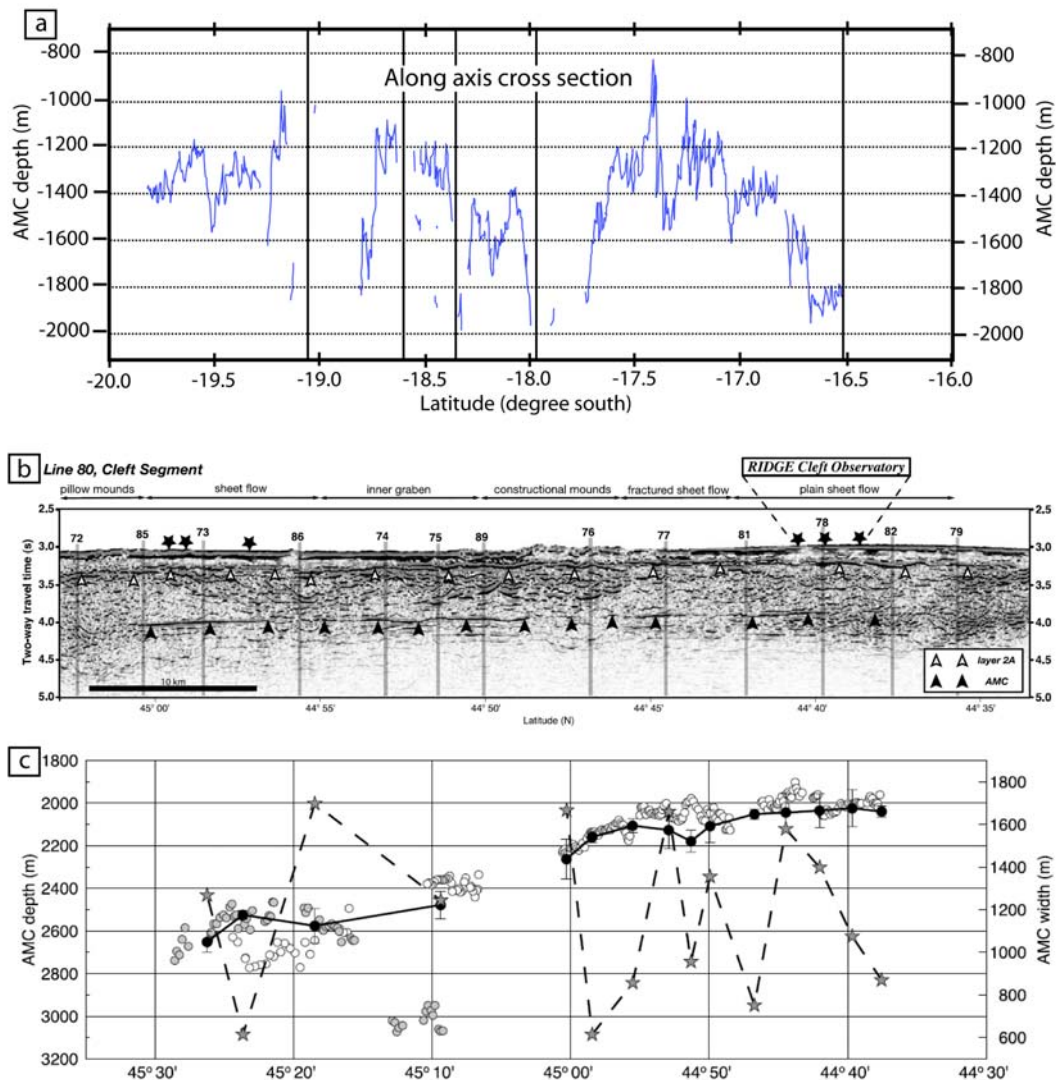 a
Along axis cross section
AMC depth (m)
-800
-1000
-1200
-1400
-1600
-1800
-2000
-800
-1000
-1200
-1400
-1600
-1800
-2000
AMC depth (m)
-20.0 -19.5 -19.0 -18.5 -18.0 -17.5 -17.0 -16.5 -16.0
Latitude (degree south)
b Line 80, Cleft Segment
RIDGE Cleft Observatory
pillow mounds sheet flow inner graben constructional mounds fractured sheet flow plain sheet flow
72 85 73 86 74 75 89 76 77 81 78 82 79
Two-way travel time (s)
2.5
3.0
3.5
4.0
4.5
5.0
2.5
3.0
3.5
4.0
4.5
5.0
layer 2A
AMC
10 km
45° 00 44° 55 44° 50 44° 45 44° 40 44° 35
Latitude (N)
c
AMC depth (m)
1800
2000
2200
2400
2600
2800
3000
3200
1800
1600
1400
1200
1000
800
600
AMC width (m)
45° 30' 45° 20' 45° 10' 45° 00' 44° 50' 44° 40' 44° 30'